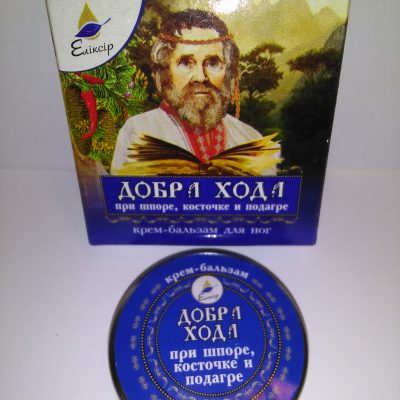 Еліксір
ДОБРА ХОДА
при шпоре, косточке и подагре
крем-бальзам для ног
крем-бальзам
Еліксір
ДОБРА
ХОДА
при шпоре,
косточке и
подагре